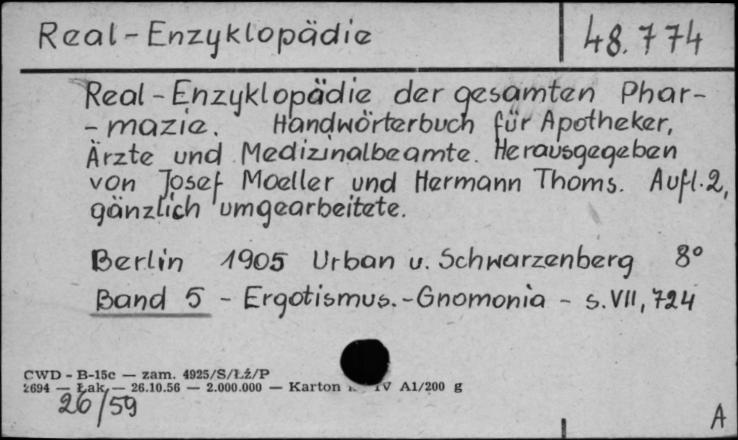 Real-Enzyklopädie 48.774
Real-Enzyklopädie der gesamten Phar-
-mazie. Handwörterbuch für Apotheker,
Ärzte und Medizinalbeamte. Herausgegeben
von Josef Moeller und Hermann Thoms. Aufl. 2,
gänzlich umgearbeitete.
Berlin 1905 Urban u. Schwarzenberg 8°
Band 5 - Ergotismus.-Gnomonia - s. VII, 724
CWD - B-15c — zam. 4925/S/Łż/P
2694 — Łak. — 26.10.56 — 2.000.000 — Karton IV A1/200 g
26/59
A